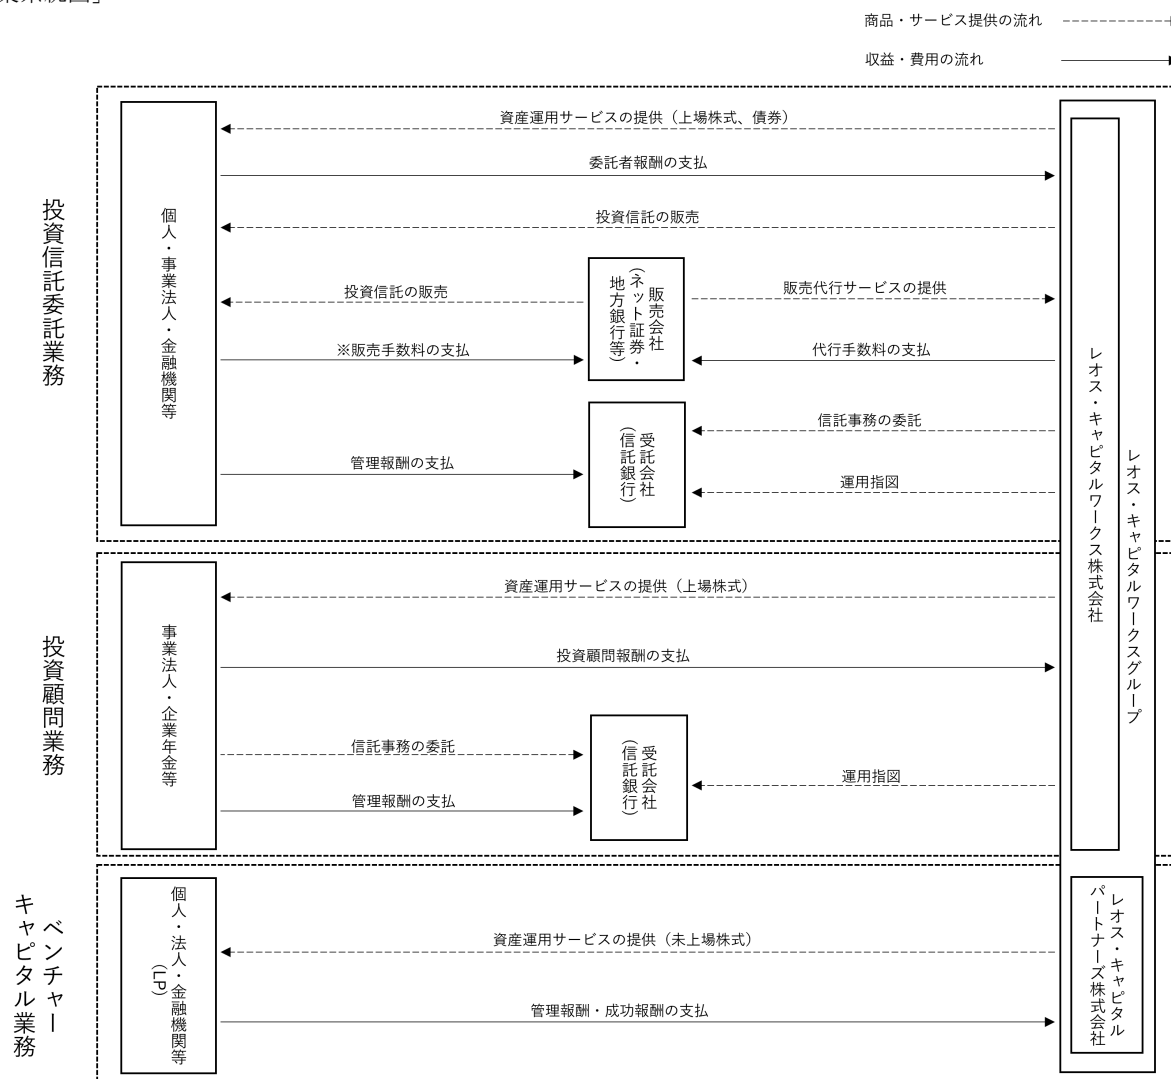 業系統図」
商品・サービス提供の流れ
収益・費用の流れ
投資信託委託業務
個人・事業法人・金融機関等
資産運用サービスの提供（上場株式、債券）
委託者報酬の支払
投資信託の販売
投資信託の販売
※販売手数料の支払
販売会社
（ネット証券・
地方銀行等）
販売代行サービスの提供
代行手数料の支払
管理報酬の支払
受託会社
（信託銀行）
信託事務の委託
運用指図
レオス・キャピタルワークス株式会社
レオス・キャピタルワークスグループ
投資顧問業務
事業法人・企業年金等
資産運用サービスの提供（上場株式）
投資顧問報酬の支払
信託事務の委託
管理報酬の支払
受託会社
（信託銀行）
運用指図
ベンチャー
キャピタル業務
個人・法人・金融機関等
（LP）
資産運用サービスの提供（未上場株式）
管理報酬・成功報酬の支払
レオス・キャピタル
パートナーズ株式会社